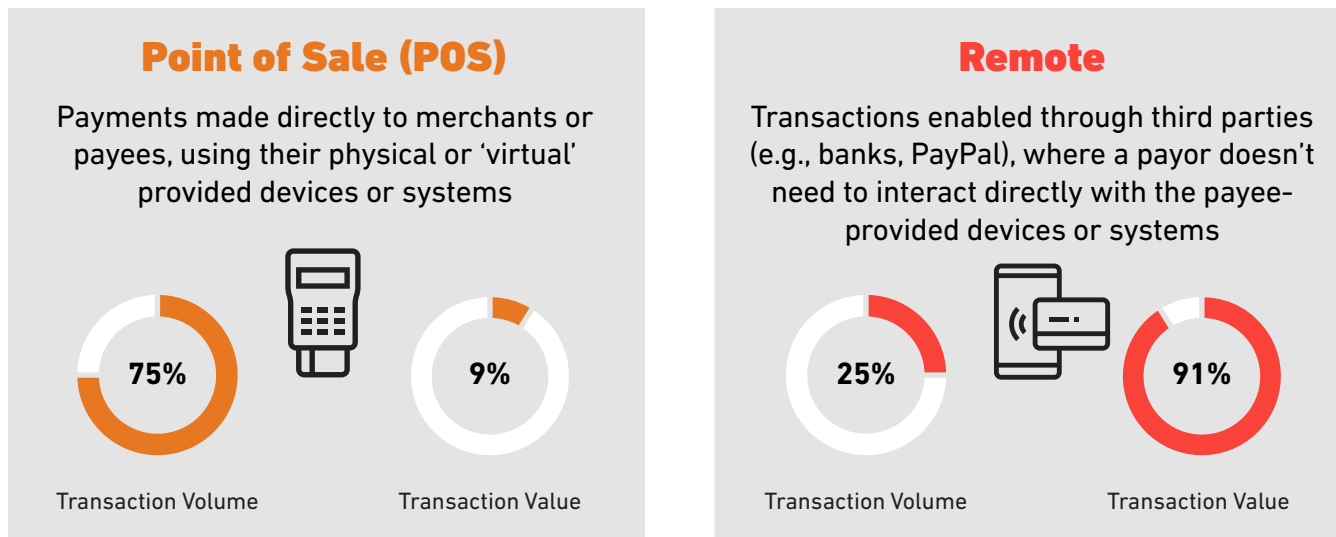 Point of Sale (POS)
Payments made directly to merchants or
payees, using their physical or ‘virtual’
provided devices or systems
75%
9%
Transaction Volume
Transaction Value
Remote
Transactions enabled through third parties
(e.g., banks, PayPal), where a payor doesn’t
need to interact directly with the payee-
provided devices or systems
25%
91%
Transaction Volume
Transaction Value